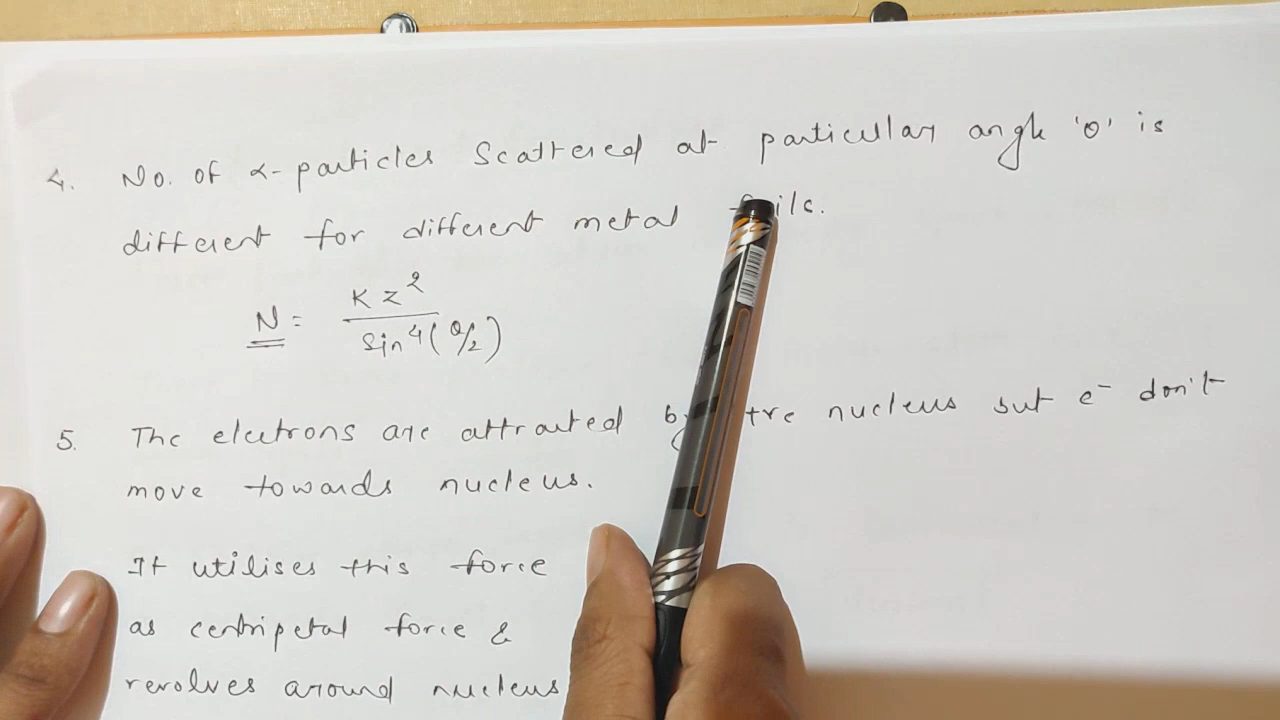 4. No. of α-particles Scattered at particular angle 'θ' is
different for different metal foils.
N = K z² / sin⁴(θ/2)
5. The electrons are attracted by the nucleus but e⁻ don't
move towards nucleus.
It utilises this force
as centripetal force &
revolves around nucleus